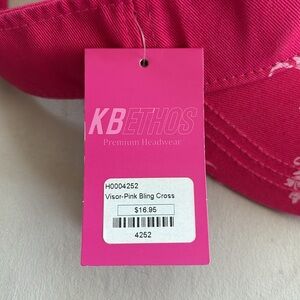 KBETHOS
Premium Headwear
H0004252
Visor-Pink Bling Cross
$16.95
4252